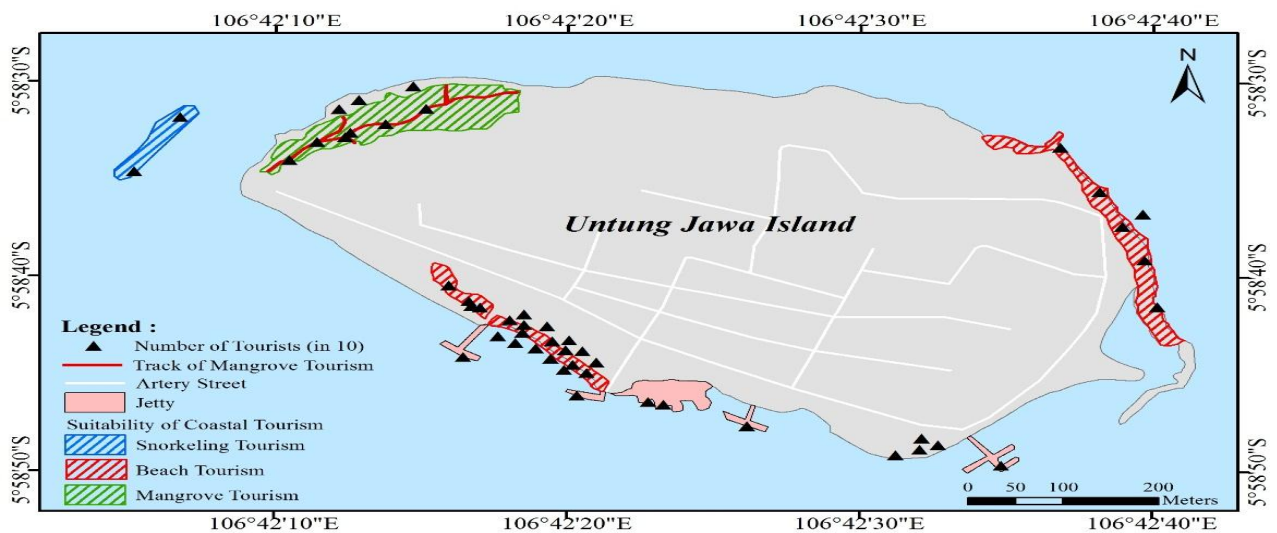 106°42'10"E 106°42'20"E 106°42'30"E 106°42'40"E
5°58'30"S 5°58'30"S
N
Untung Jawa Island
5°58'40"S 5°58'40"S
Legend :
Number of Tourists (in 10)
Track of Mangrove Tourism
Artery Street
Jetty
Suitability of Coastal Tourism
Snorkeling Tourism
Beach Tourism
Mangrove Tourism
5°58'50"S 5°58'50"S
0 50 100 200
Meters
106°42'10"E 106°42'20"E 106°42'30"E 106°42'40"E